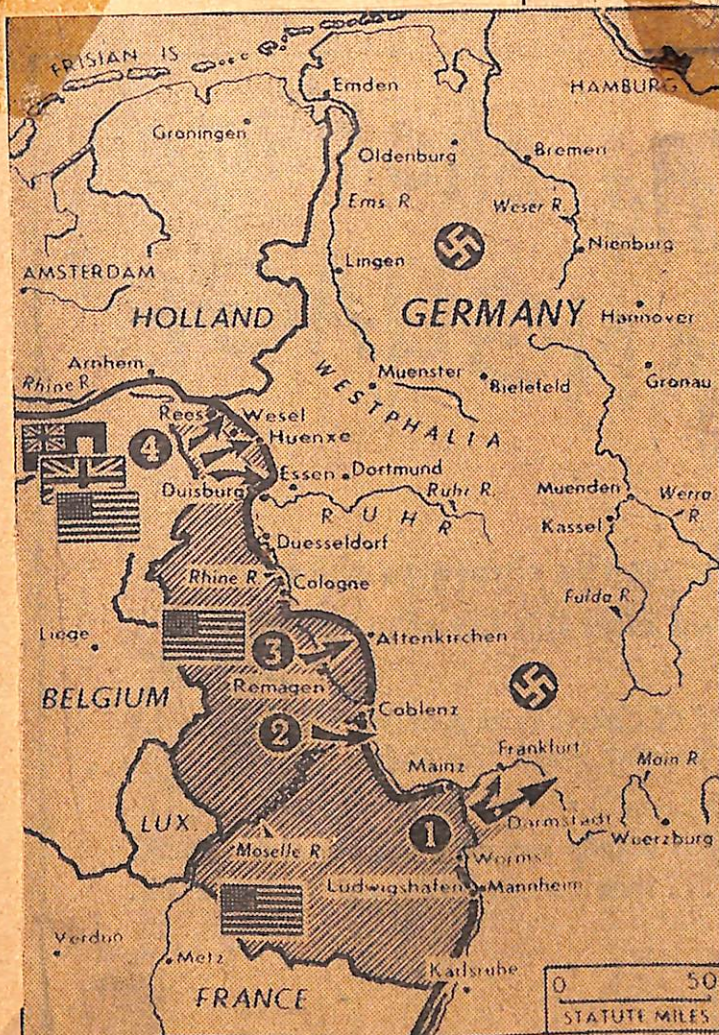 FRISIAN IS
Emden
HAMBURG
Groningen
Oldenburg
Bremen
Ems. R.
Weser R.
Lingen
Nienburg
AMSTERDAM
HOLLAND
GERMANY
Hannover
Arnhem
Muenster
Bielefeld
Gronau
Rhine R.
WESTPHALIA
Rees
Wesel
4
Huenxe
Essen
Dortmund
Duisburg
Ruhr R.
Muenden
Werra
R.
RUHR
Kassel
Duesseldorf
Rhine R.
Cologne
Fulda R.
Liege
3
Altenkirchen
Remagen
BELGIUM
Coblenz
2
Frankfurt
Main R.
Mainz
LUX.
1
Darmstadt
Wuerzburg
Moselle R.
Worms
Ludwigshafen
Mannheim
Verdun
Metz
Karlsruhe
FRANCE
0 50
STATUTE MILES